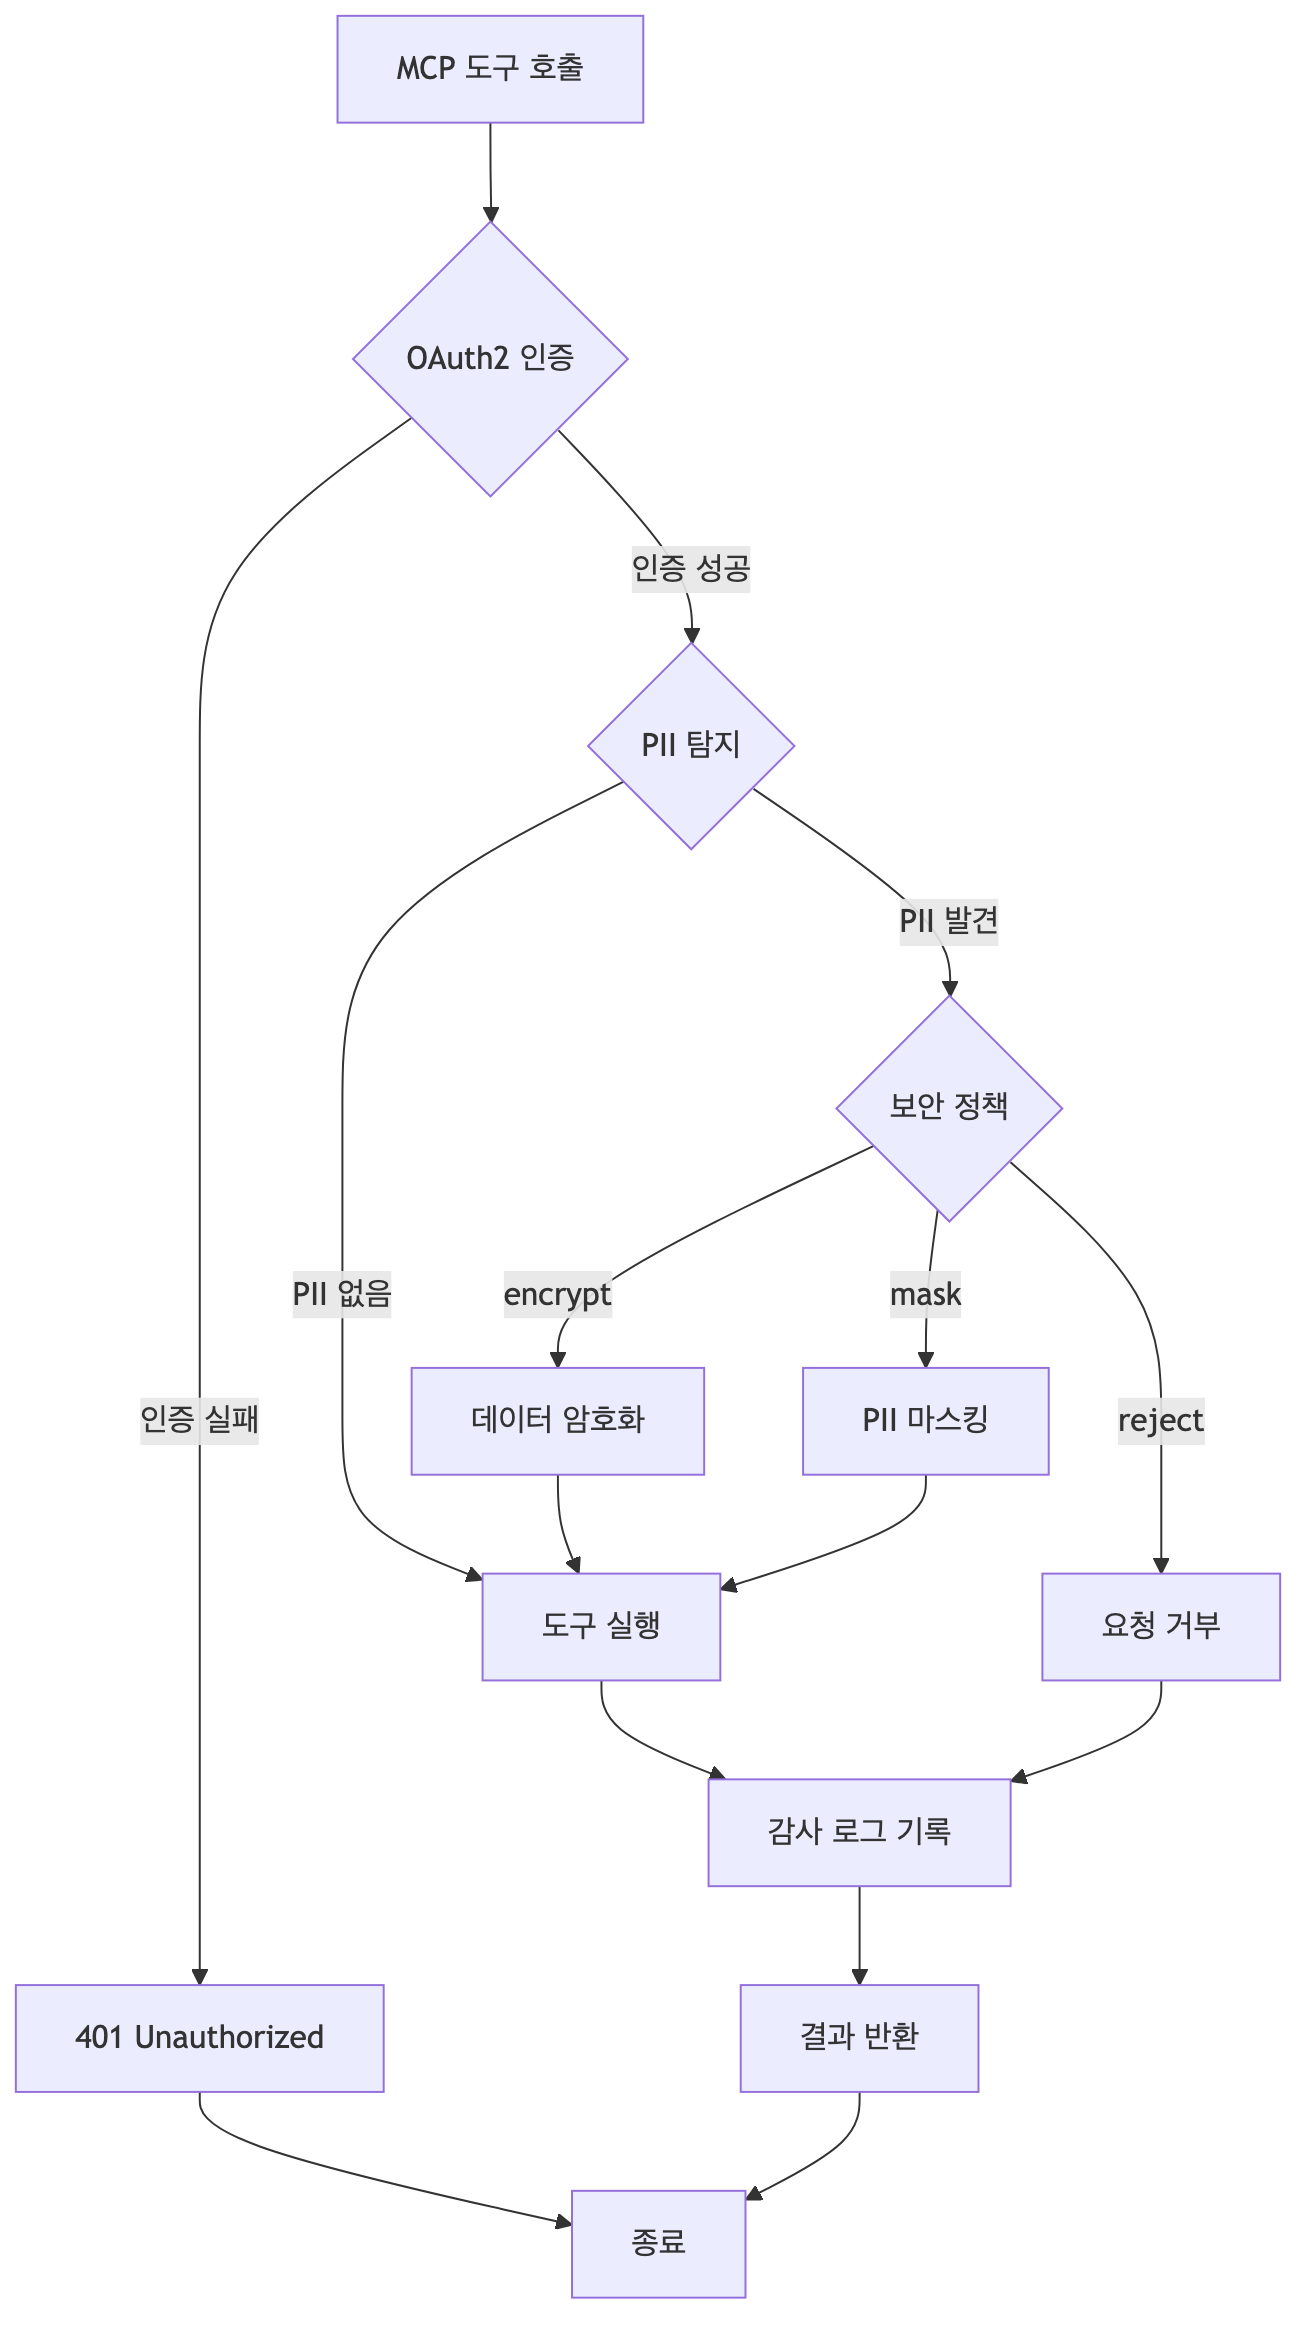 MCP 도구 호출
OAuth2 인증
인증 성공
PII 탐지
PII 발견
보안 정책
PII 없음
encrypt
mask
인증 실패
데이터 암호화
PII 마스킹
reject
도구 실행
요청 거부
감사 로그 기록
401 Unauthorized
결과 반환
종료